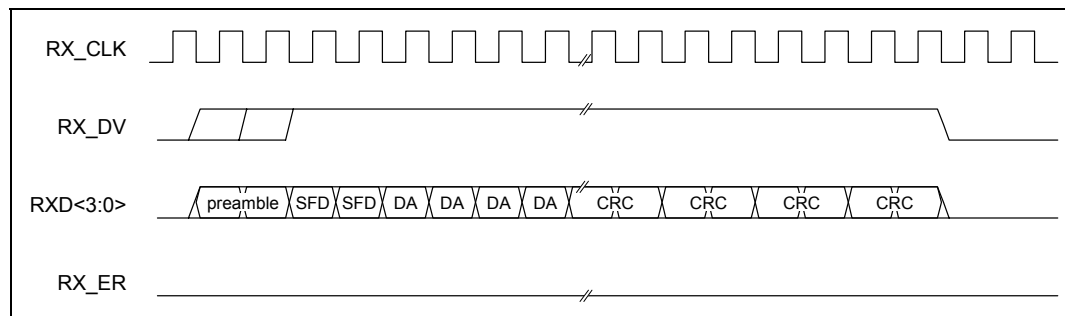 RX_CLK
RX_DV
RXD<3:0> preamble SFD SFD DA DA DA DA CRC CRC CRC CRC
RX_ER